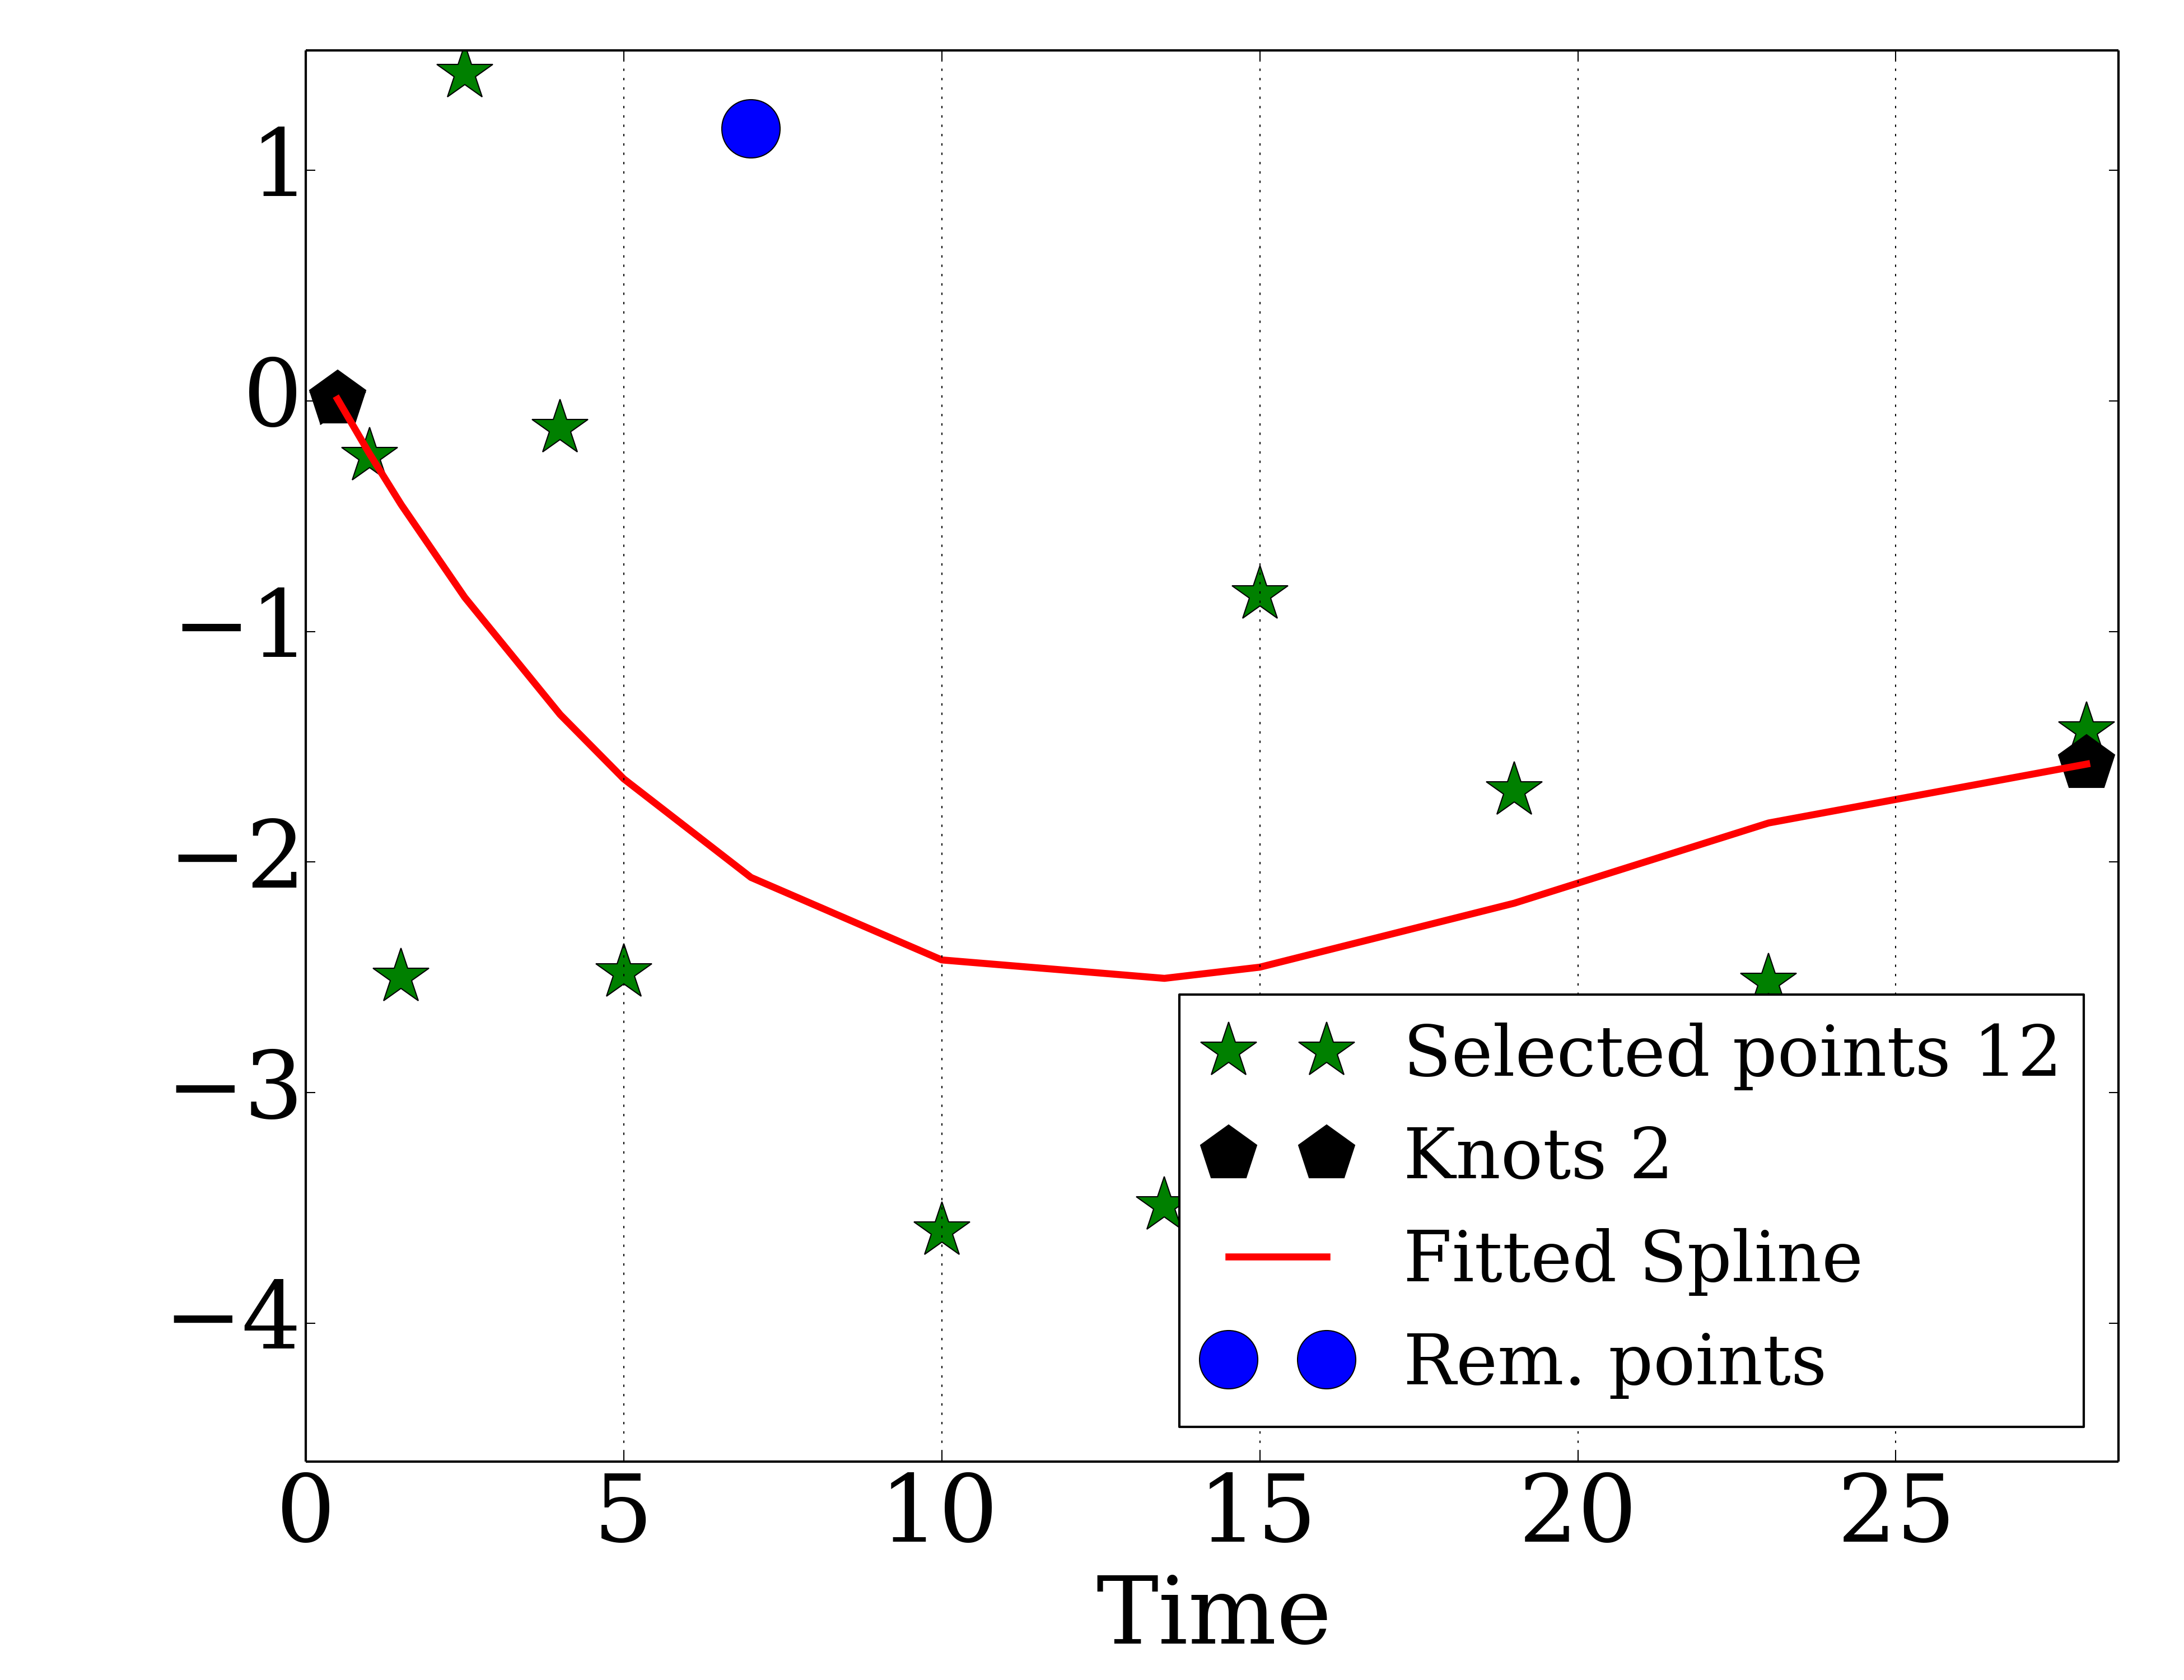 1
0
−1
−2
−3
−4
0 5 10 15 20 25
Time
Selected points 12
Knots 2
Fitted Spline
Rem. points